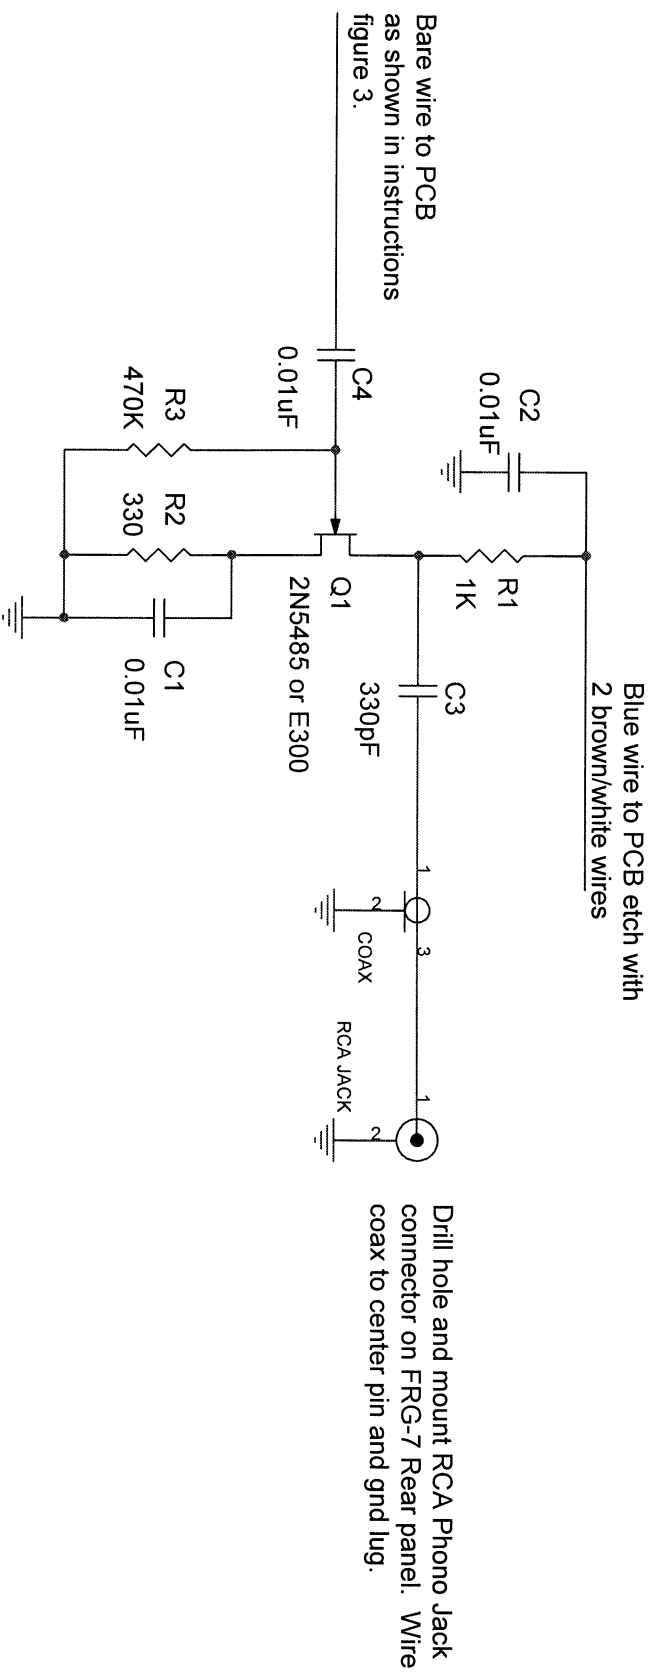 Blue wire to PCB etch with
2 brown/white wires
Bare wire to PCB
as shown in instructions
figure 3.
C2
0.01uF
R1
1K
C4
0.01uF
C3
330pF
1
2
3
COAX
1
2
RCA JACK
Drill hole and mount RCA Phono Jack
connector on FRG-7 Rear panel. Wire
coax to center pin and gnd lug.
Q1
2N5485 or E300
R3
470K
R2
330
C1
0.01uF